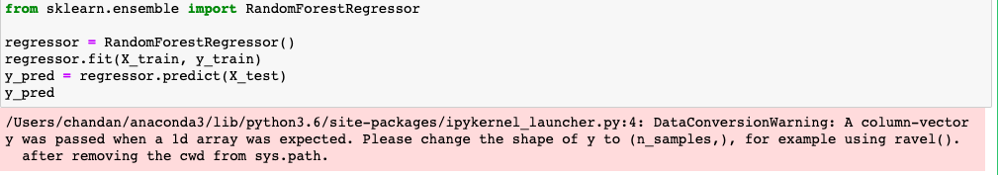 from sklearn.ensemble import RandomForestRegressor
regressor = RandomForestRegressor()
regressor.fit(X_train, y_train)
y_pred = regressor.predict(X_test)
y_pred
/Users/chandan/anaconda3/lib/python3.6/site-packages/ipykernel_launcher.py:4: DataConversionWarning: A column-vector
y was passed when a 1d array was expected. Please change the shape of y to (n_samples,), for example using ravel().
after removing the cwd from sys.path.